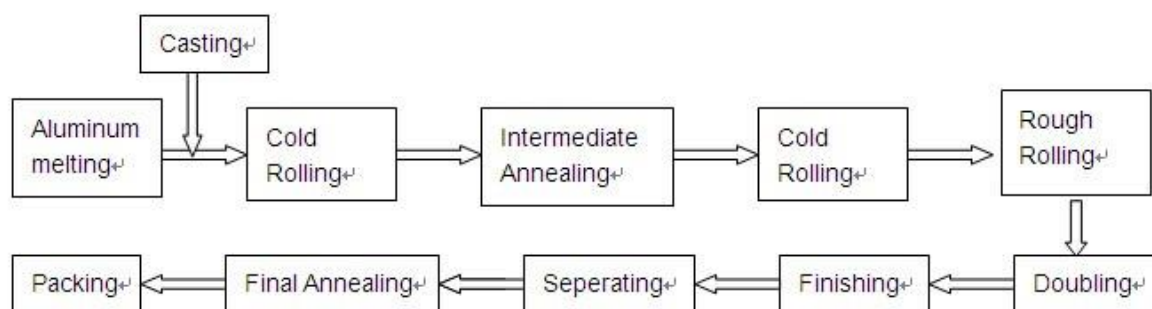 Casting↵
Aluminum
melting↵
Cold
Rolling↵
Intermediate
Annealing↵
Cold
Rolling↵
Rough
Rolling↵
Packing↵
Final Annealing↵
Seperating↵
Finishing↵
Doubling↵